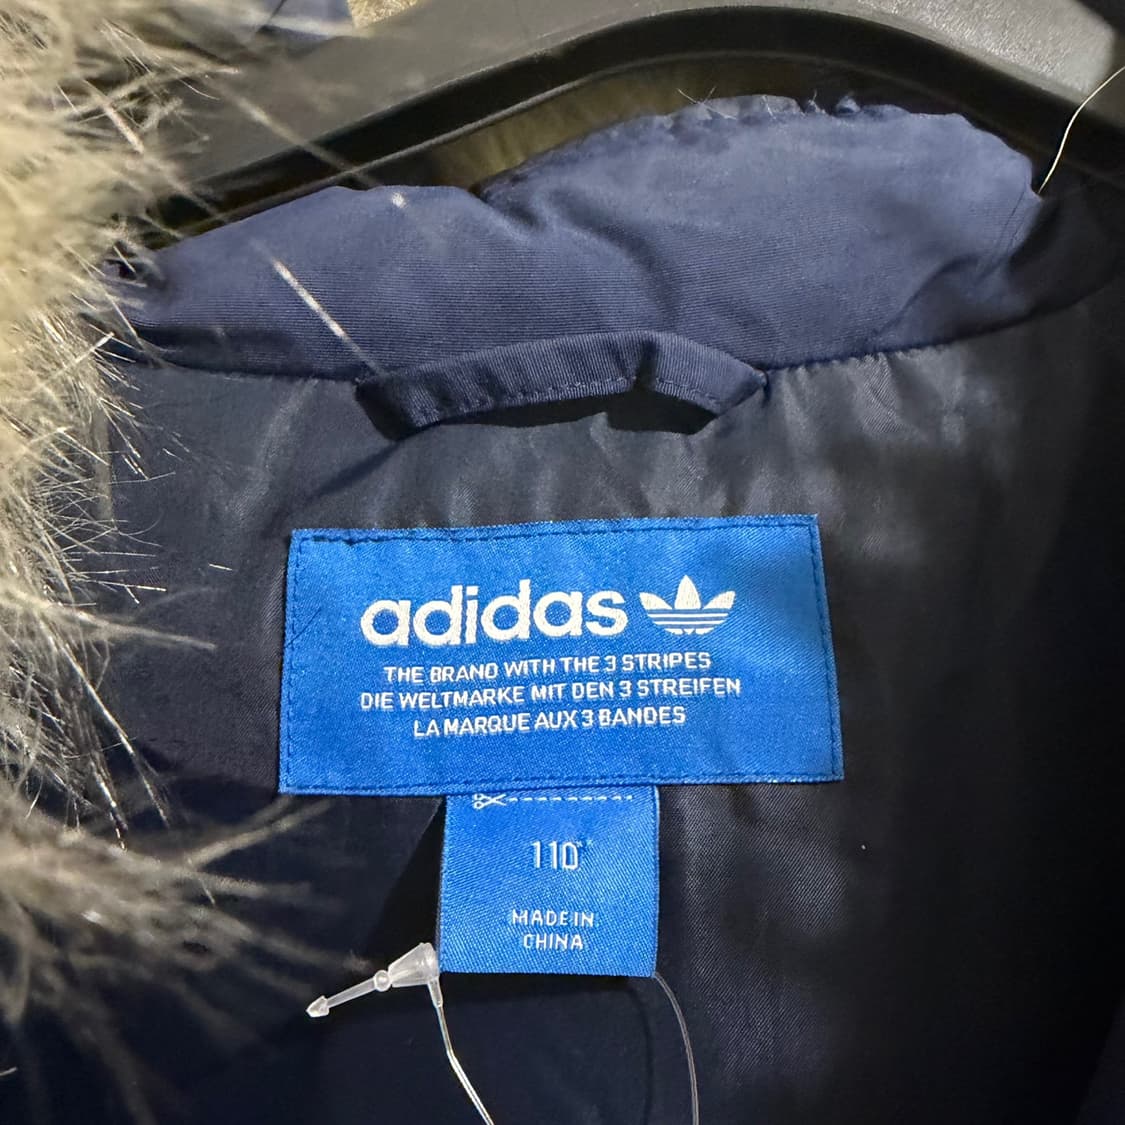 adidas
THE BRAND WITH THE 3 STRIPES
DIE WELTMARKE MIT DEN 3 STREIFEN
LA MARQUE AUX 3 BANDES
110
MADE IN
CHINA